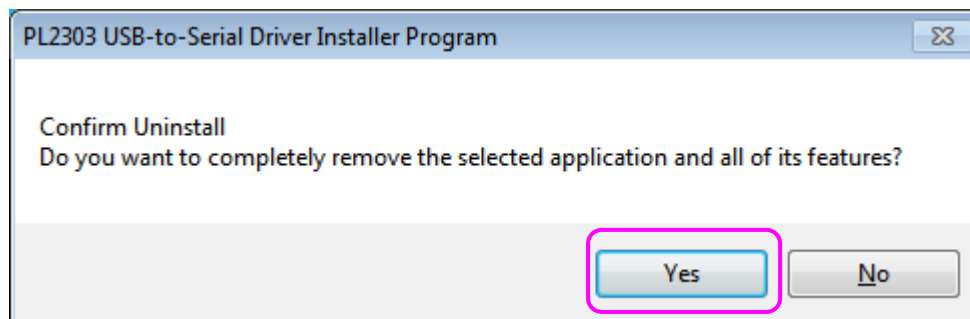 PL2303 USB-to-Serial Driver Installer Program
Confirm Uninstall
Do you want to completely remove the selected application and all of its features?
Yes
No